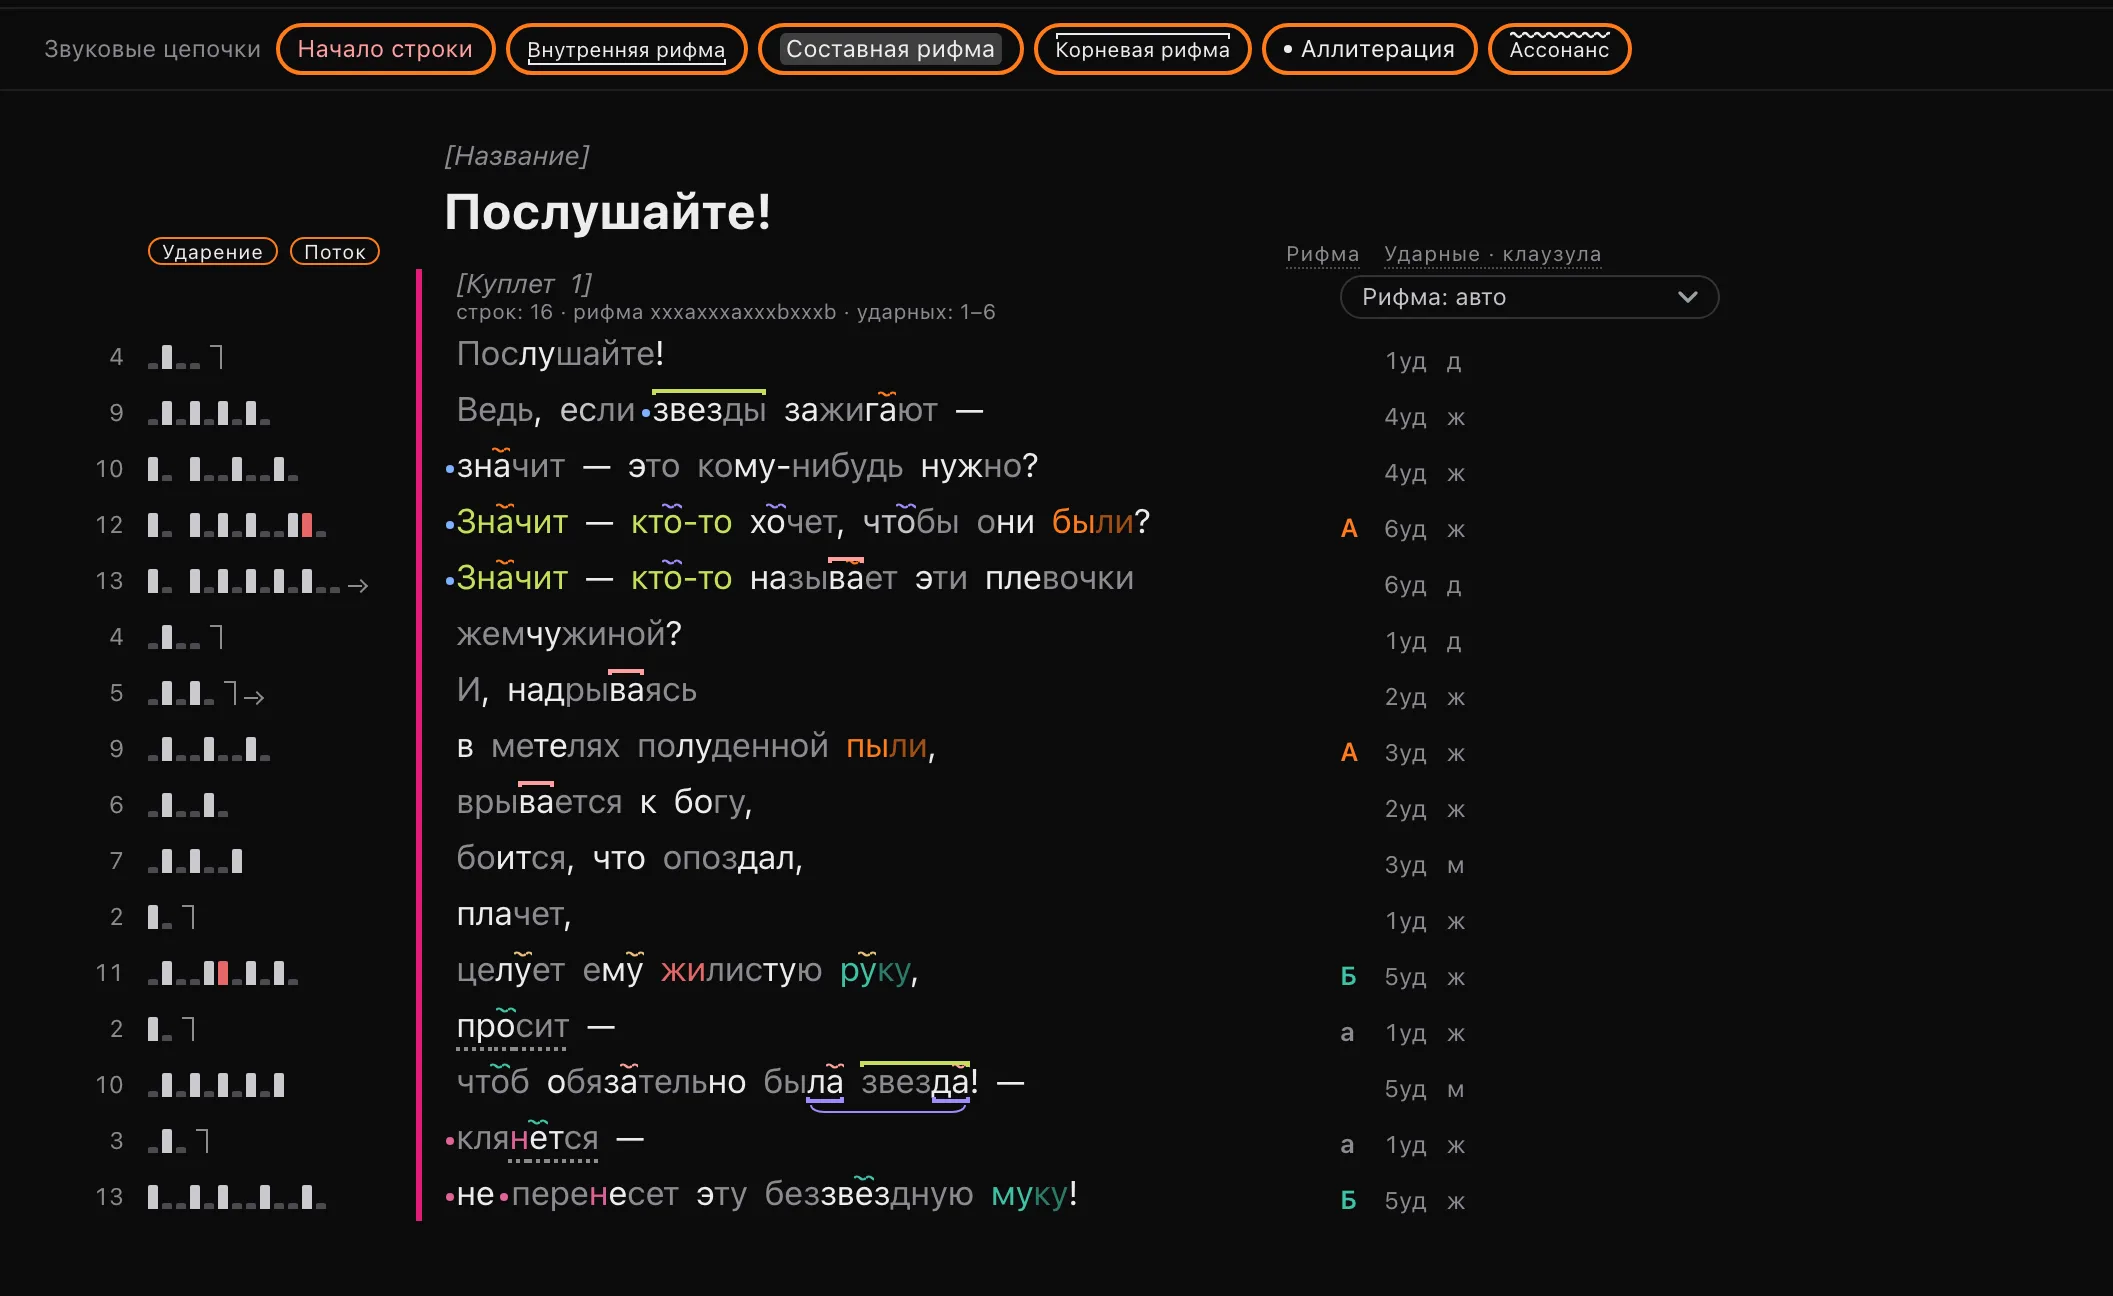 Звуковые цепочки Начало строки Внутренняя рифма Составная рифма Корневая рифма • Аллитерация Ассонанс
[Название]
Послушайте!
Ударение Поток
Рифма Ударные · клаузула
[Куплет 1]
Рифма: авто
строк: 16 · рифма xxxaxxxaxxxbxxxb · ударных: 1–6
4 Послушайте! 1уд д
9 Ведь, если •звезды зажигают — 4уд ж
10 •значит — это кому-нибудь нужно? 4уд ж
12 •Значит — кто-то хочет, чтобы они были? А 6уд ж
13 → •Значит — кто-то называет эти плевочки 6уд д
4 жемчужиной? 1уд д
5 → И, надрываясь 2уд ж
9 в метелях полуденной пыли, А 3уд ж
6 врывается к богу, 2уд ж
7 боится, что опоздал, 3уд м
2 плачет, 1уд ж
11 целует ему жилистую руку, Б 5уд ж
2 просит — а 1уд ж
10 чтоб обязательно была звезда! — 5уд м
3 •клянется — а 1уд ж
13 •не •перенесет эту беззвездную муку! Б 5уд ж